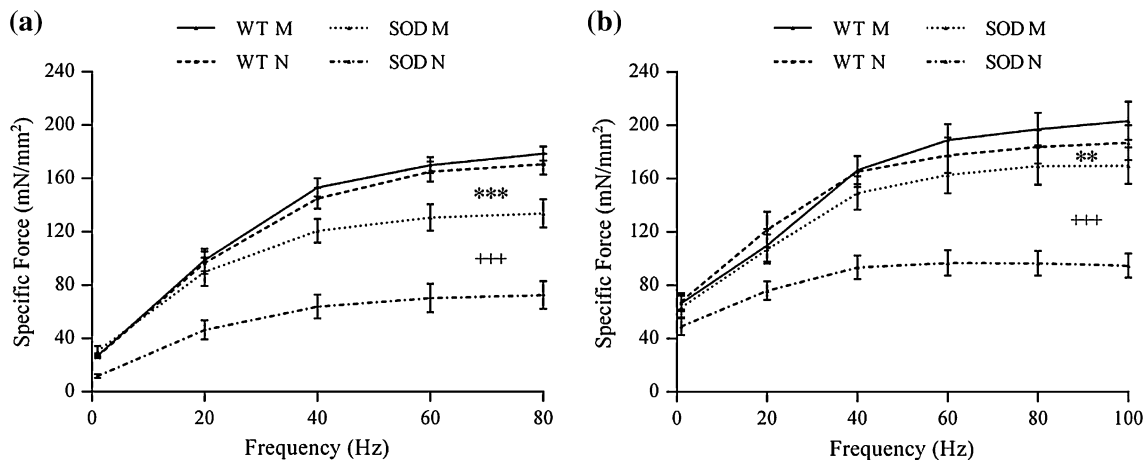 (a)
WT M
SOD M
WT N
SOD N
240
200
160
120
80
40
0
Specific Force (mN/mm²)
***
+++
0 20 40 60 80
Frequency (Hz)
(b)
WT M
SOD M
WT N
SOD N
240
200
160
120
80
40
0
Specific Force (mN/mm²)
**
+++
0 20 40 60 80 100
Frequency (Hz)